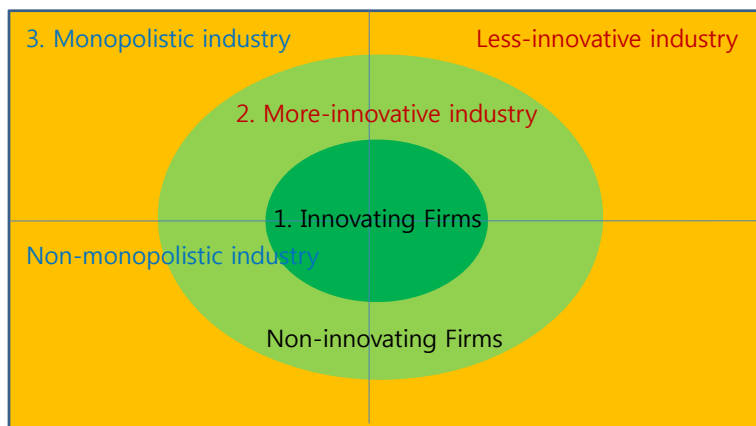 3. Monopolistic industry
Less-innovative industry
2. More-innovative industry
1. Innovating Firms
Non-monopolistic industry
Non-innovating Firms